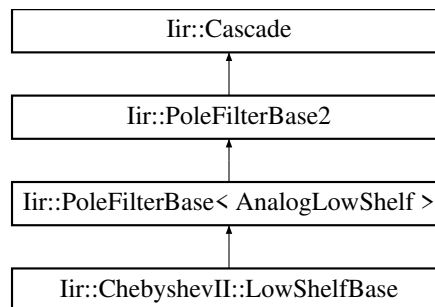 Iir::Cascade
Iir::PoleFilterBase2
Iir::PoleFilterBase< AnalogLowShelf >
Iir::ChebyshevII::LowShelfBase